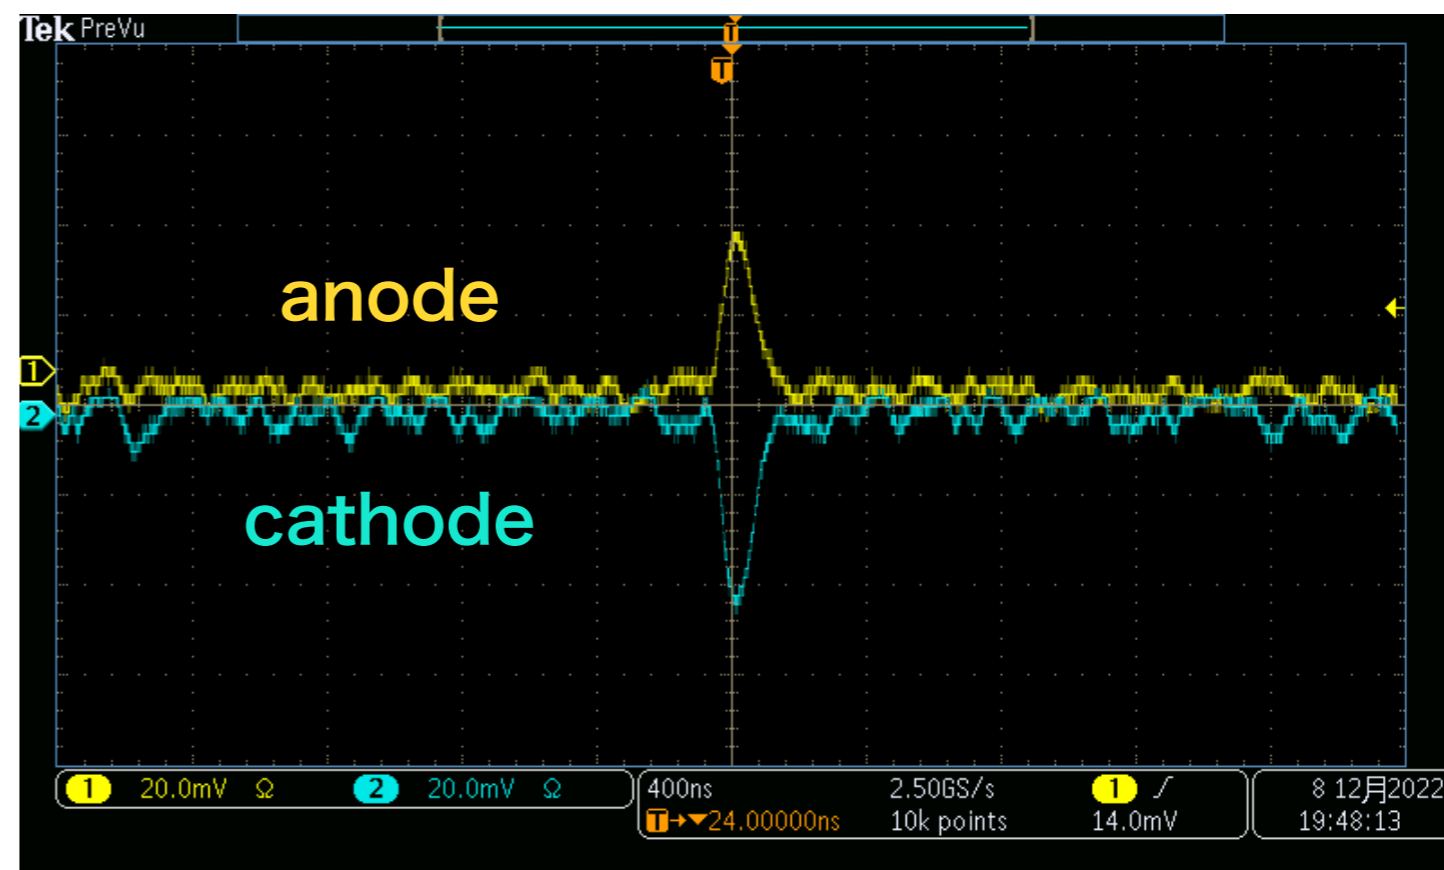 Tek PreVu
T
T
anode
1
2
cathode
1 20.0mV Ω 2 20.0mV Ω
400ns 2.50GS/s 1 14.0mV
T→▼24.00000ns 10k points
8 12月2022
19:48:13